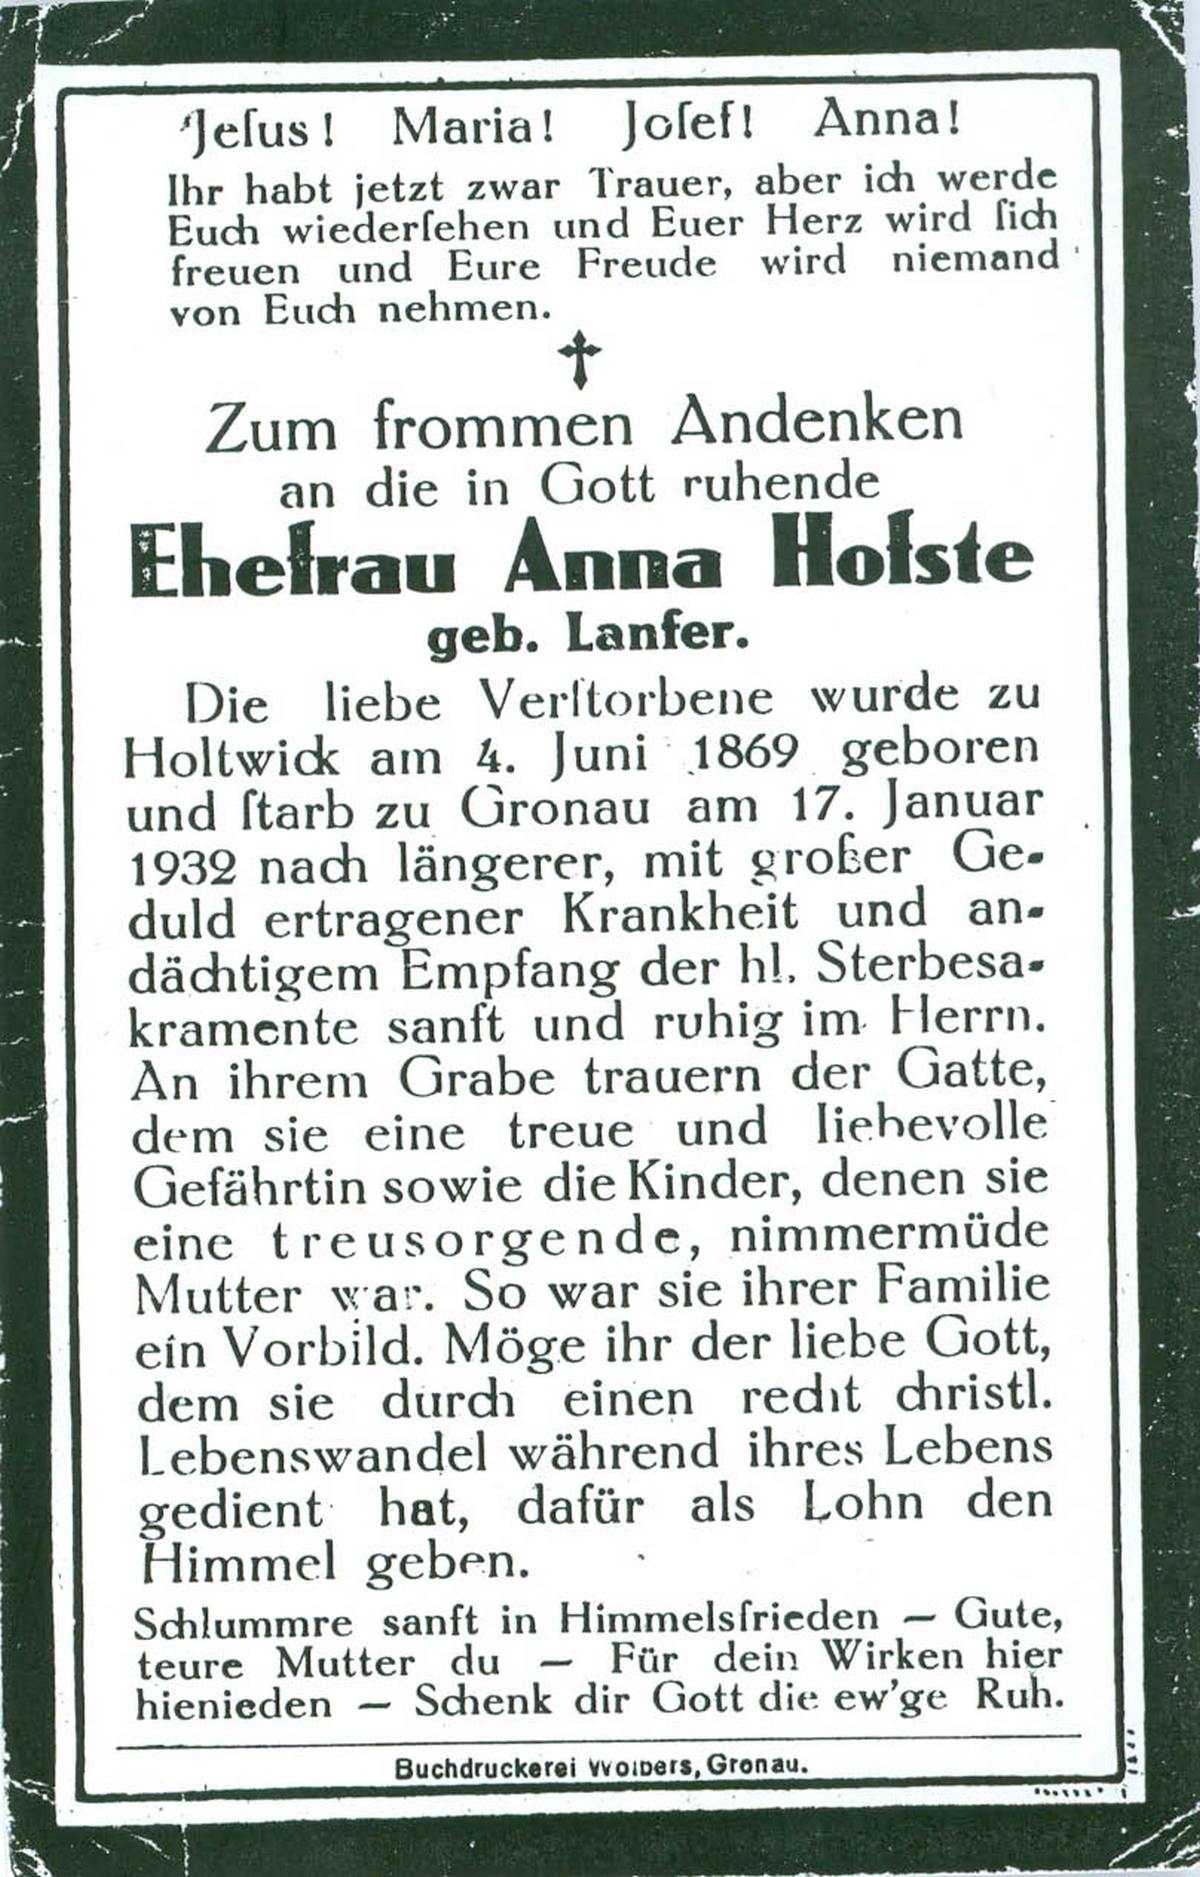 Jeſus! Maria! Joſef! Anna!
Ihr habt jetzt zwar Trauer, aber ich werde
Euch wiederſehen und Euer Herz wird ſich
freuen und Eure Freude wird niemand
von Euch nehmen.
Zum frommen Andenken
an die in Gott ruhende
Ehefrau Anna Hofste
geb. Lanfer.
Die liebe Verſtorbene wurde zu
Holtwick am 4. Juni 1869 geboren
und ſtarb zu Gronau am 17. Januar
1932 nach längerer, mit großer Ge-
duld ertragener Krankheit und an-
dächtigem Empfang der hl. Sterbesa-
kramente sanft und ruhig im Herrn.
An ihrem Grabe trauern der Gatte,
dem sie eine treue und liehevolle
Gefährtin sowie die Kinder, denen sie
eine treusorgende, nimmermüde
Mutter war. So war sie ihrer Familie
ein Vorbild. Möge ihr der liebe Gott,
dem sie durch einen recht christl.
Lebenswandel während ihres Lebens
gedient hat, dafür als Lohn den
Himmel geben.
Schlummre sanft in Himmelsfrieden — Gute,
teure Mutter du — Für dein Wirken hier
hienieden — Schenk dir Gott die ew'ge Ruh.
Buchdruckerei Wolbers, Gronau.